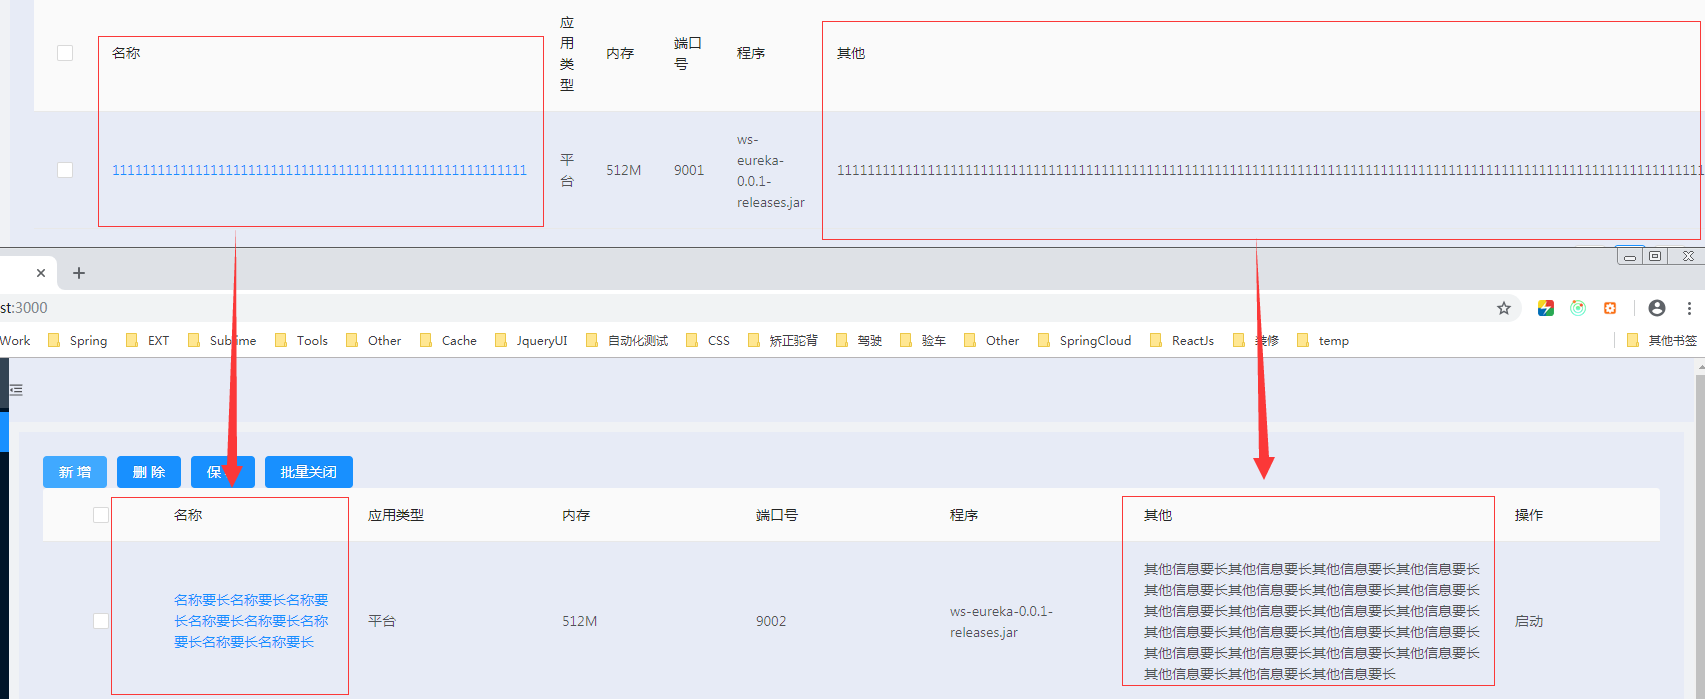 名称
应
用
类
型
内存
端口
号
程序
其他
1111111111111111111111111111111111111111111111111111111
平
台
512M
9001
ws-
eureka-
0.0.1-
releases.jar
1111111111111111111111111111111111111111111111111111111111111111111111111111111111111111111111111111111111111111111
st:3000
Work
Spring
EXT
Sublime
Tools
Other
Cache
JqueryUI
自动化测试
CSS
矫正驼背
驾驶
验车
Other
SpringCloud
ReactJs
装修
temp
其他书签
新 增
删 除
保
批量关闭
名称
应用类型
内存
端口号
程序
其他
操作
名称要长名称要长名称要
长名称要长名称要长名称
要长名称要长名称要长
平台
512M
9002
ws-eureka-0.0.1-
releases.jar
其他信息要长其他信息要长其他信息要长其他信息要长
其他信息要长其他信息要长其他信息要长其他信息要长
其他信息要长其他信息要长其他信息要长其他信息要长
其他信息要长其他信息要长其他信息要长其他信息要长
其他信息要长其他信息要长其他信息要长其他信息要长
其他信息要长其他信息要长其他信息要长
启动